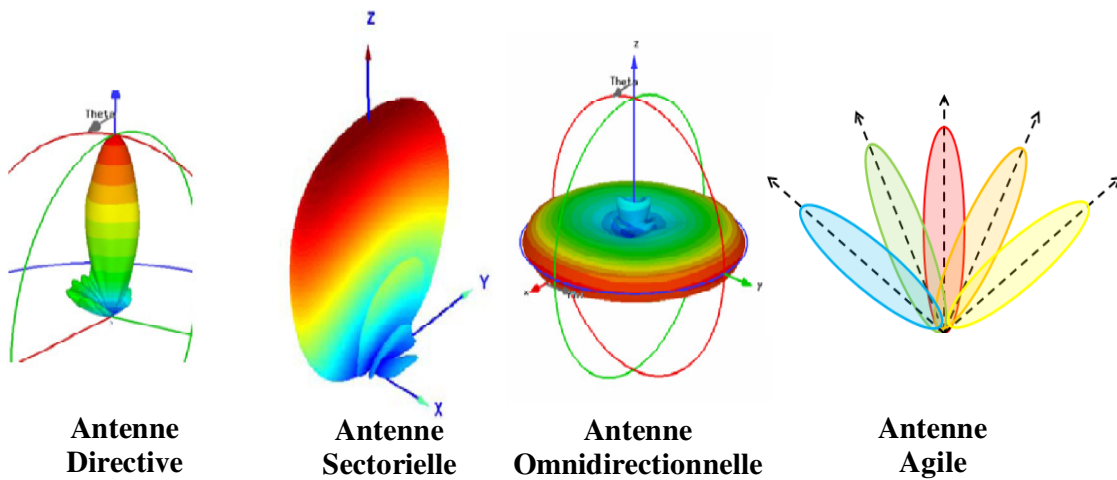 Theta
Z
Y
X
z
Theta
x
y
Antenne
Directive
Antenne
Sectorielle
Antenne
Omnidirectionnelle
Antenne
Agile